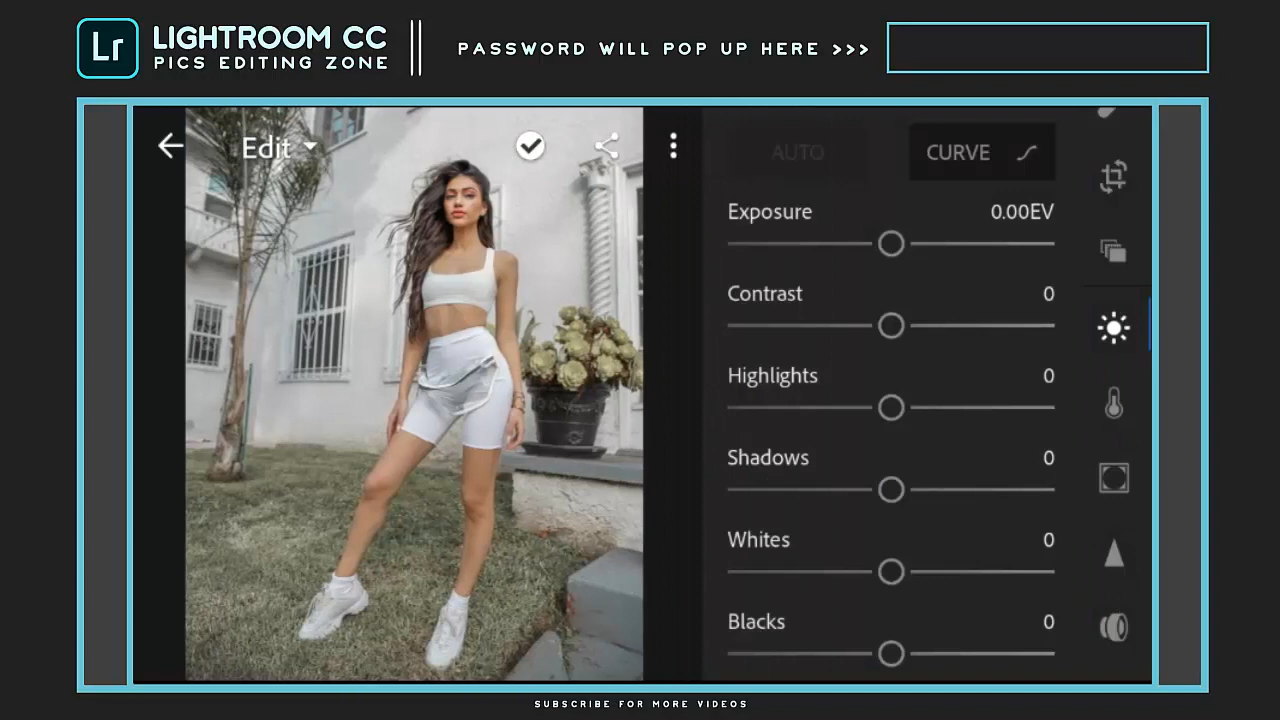 Lr
LIGHTROOM CC
PICS EDITING ZONE
PASSWORD WILL POP UP HERE >>>
Edit
AUTO
CURVE
Exposure 0.00EV
Contrast 0
Highlights 0
Shadows 0
Whites 0
Blacks 0
SUBSCRIBE FOR MORE VIDEOS